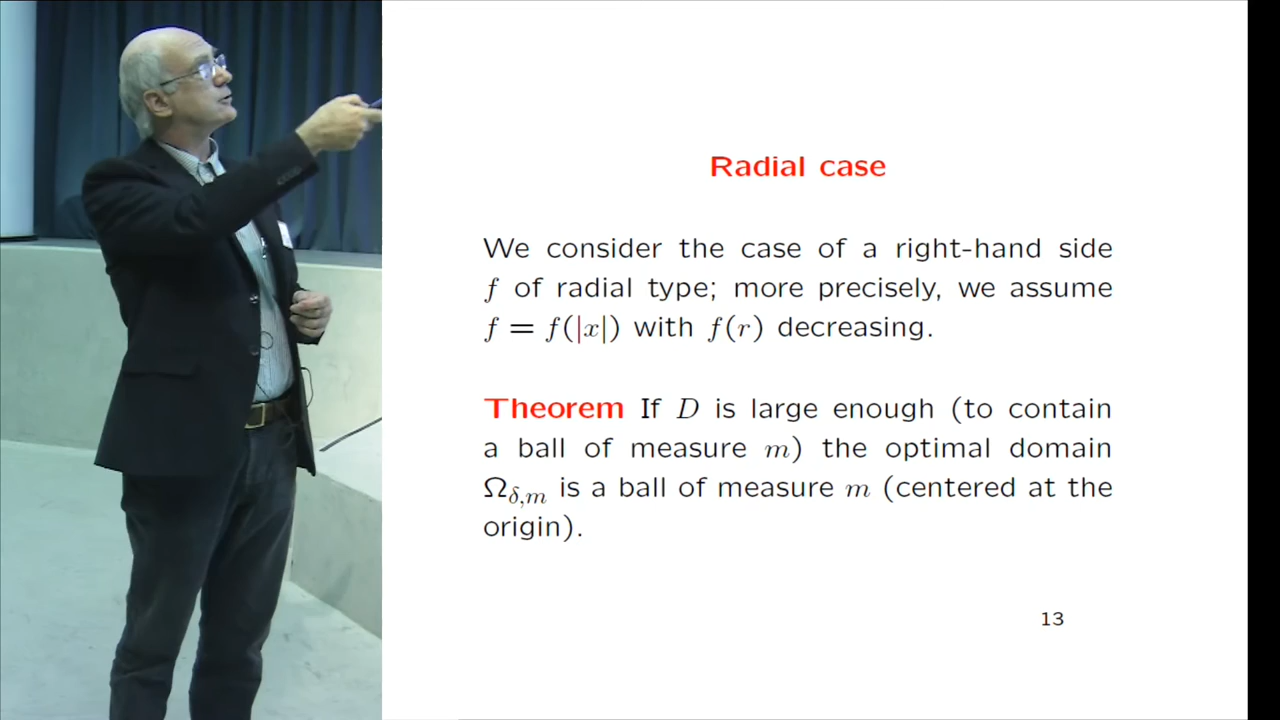 Radial case
We consider the case of a right-hand side
f of radial type; more precisely, we assume
f = f(|x|) with f(r) decreasing.
Theorem If D is large enough (to contain
a ball of measure m) the optimal domain
Ω_{δ,m} is a ball of measure m (centered at the
origin).
13